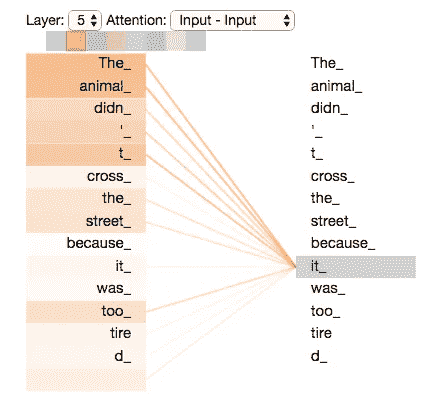 Layer: 5 Attention: Input - Input
The_ The_
animal_ animal_
didn_ didn_
'_ '_
t_ t_
cross_ cross_
the_ the_
street_ street_
because_ because_
it_ it_
was_ was_
too_ too_
tire tire
d_ d_